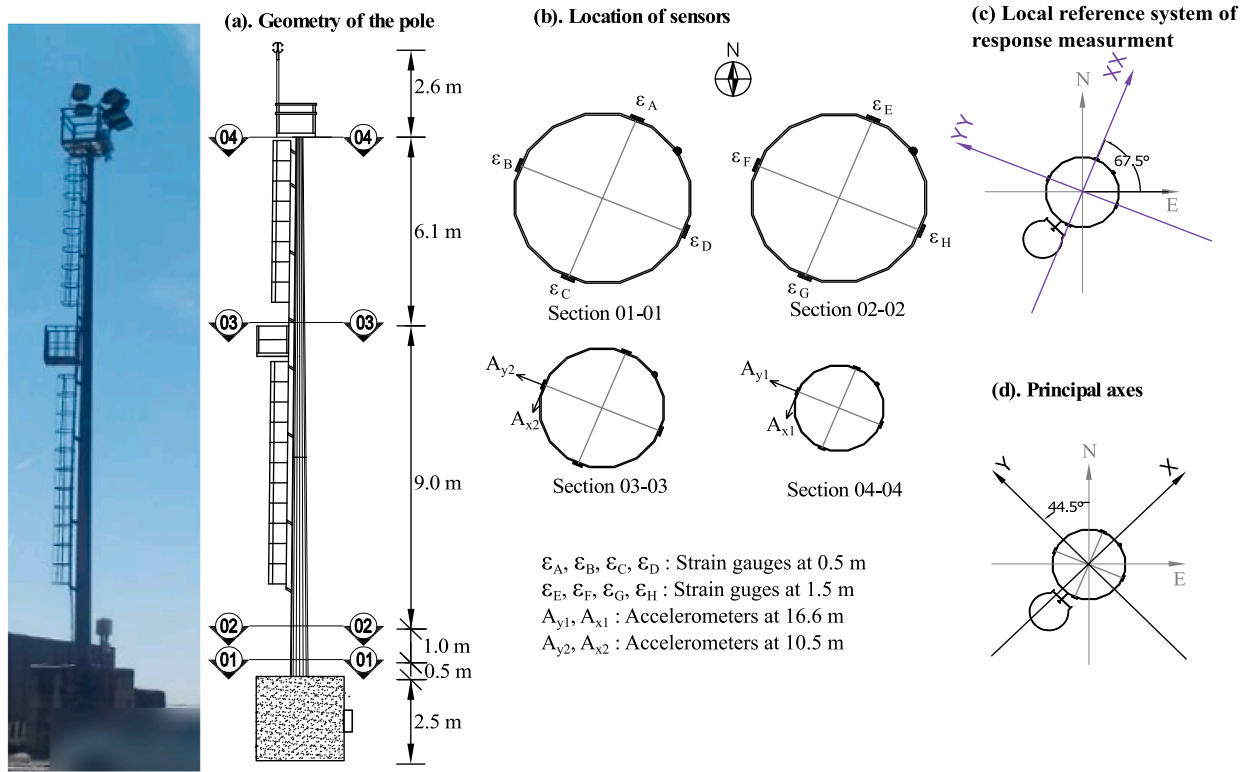 (a). Geometry of the pole
2.6 m
04
04
6.1 m
03
03
9.0 m
02
02
1.0 m
01
01
0.5 m
2.5 m
(b). Location of sensors
N
εA
εB
εD
εC
Section 01-01
εE
εF
εH
εG
Section 02-02
Ay2
Ax2
Section 03-03
Ay1
Ax1
Section 04-04
εA, εB, εC, εD : Strain gauges at 0.5 m
εE, εF, εG, εH : Strain guges at 1.5 m
Ay1, Ax1 : Accelerometers at 16.6 m
Ay2, Ax2 : Accelerometers at 10.5 m
(c) Local reference system of
response measurment
XX
N
YY
67.5°
E
(d). Principal axes
N
Y
X
44.5°
E